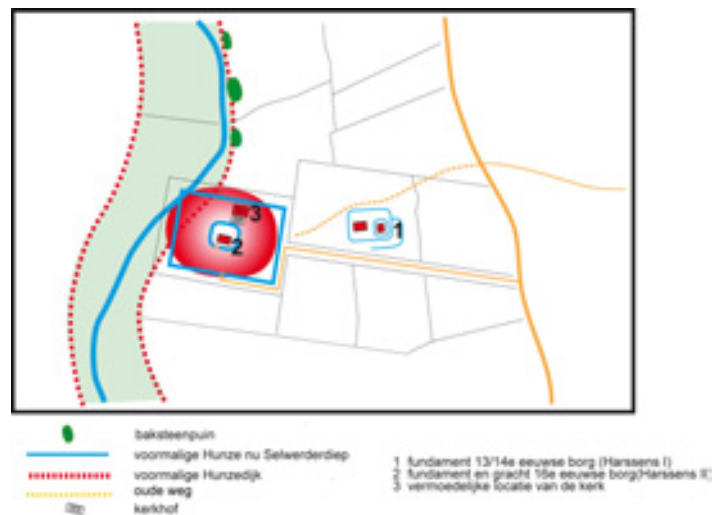 3
2
1
baksteenpuin
voormalige Hunze nu Selwerderdiep
voormalige Hunzedijk
oude weg
kerkhof
1 fundament 13/14e eeuwse borg (Harssens I)
2 fundament en gracht 16e eeuwse borg(Harssens II)
3 vermoedelijke locatie van de kerk